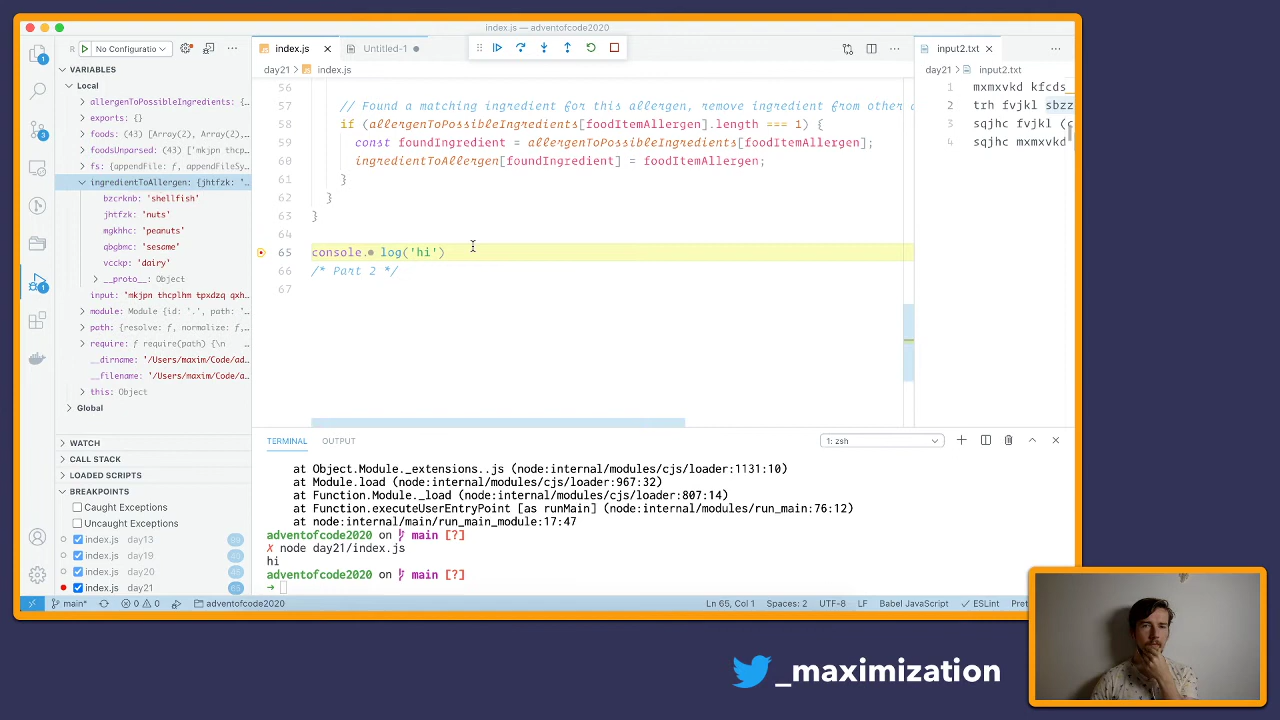 index.js — adventofcode2020
R No Configuratio
index.js
Untitled-1
input2.txt
VARIABLES
day21 > index.js
day21 > input2.txt
Local
allergenToPossibleIngredients: {…
exports: {}
foods: (43) [Array(2), Array(2),
foodsUnparsed: (43) ['mkjpn thcp…
fs: {appendFile: ƒ, appendFileSy…
ingredientToAllergen: {jhtfzk: '…
bzcrknb: 'shellfish'
jhtfzk: 'nuts'
mgkhhc: 'peanuts'
qbgbmc: 'sesame'
vcckp: 'dairy'
__proto__: Object
input: "mkjpn thcplhm tpxdzq qxh…
module: Module {id: '.', path: '…
path: {resolve: ƒ, normalize: ƒ,…
require: ƒ require(path) {\n
__dirname: '/Users/maxim/Code/ad…
__filename: '/Users/maxim/Code/a…
this: Object
Global
WATCH
CALL STACK
LOADED SCRIPTS
BREAKPOINTS
Caught Exceptions
Uncaught Exceptions
index.js day13
index.js day19
index.js day20
index.js day21 65
56
57 // Found a matching ingredient for this allergen, remove ingredient from other a
58 if (allergenToPossibleIngredients[foodItemAllergen].length === 1) {
59 const foundIngredient = allergenToPossibleIngredients[foodItemAllergen];
60 ingredientToAllergen[foundIngredient] = foodItemAllergen;
61 }
62 }
63 }
64
65 console. log('hi')
66 /* Part 2 */
67
1 mxmxvkd kfcds_
2 trh fvjkl sbzz
3 sqjhc fvjkl (c
4 sqjhc mxmxvkd
TERMINAL OUTPUT 1: zsh
at Object.Module._extensions..js (node:internal/modules/cjs/loader:1131:10)
at Module.load (node:internal/modules/cjs/loader:967:32)
at Function.Module._load (node:internal/modules/cjs/loader:807:14)
at Function.executeUserEntryPoint [as runMain] (node:internal/modules/run_main:76:12)
at node:internal/main/run_main_module:17:47
adventofcode2020 on main [?]
✗ node day21/index.js
hi
adventofcode2020 on main [?]
→
main* 0 0 adventofcode2020 Ln 65, Col 1 Spaces: 2 UTF-8 LF Babel JavaScript ESLint Pret
_maximization